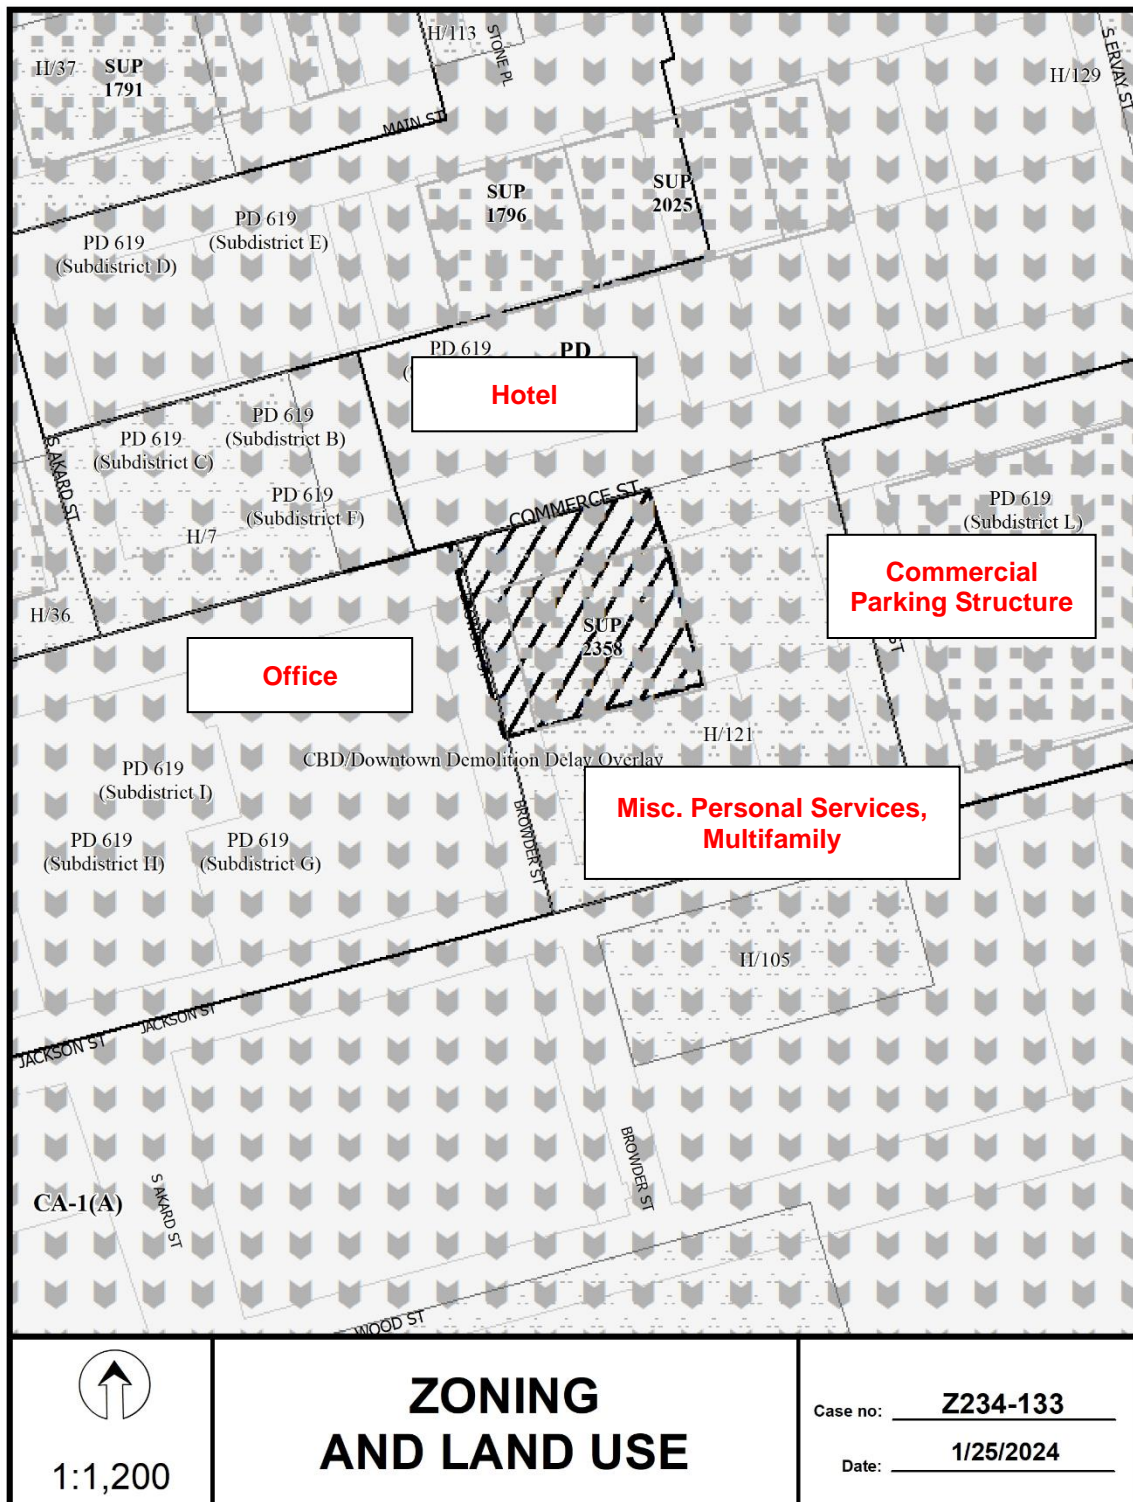 H/113
STONE PL
S ERVAY ST
H/37
SUP
1791
H/129
MAIN ST
SUP
1796
SUP
2025
PD 619
(Subdistrict E)
PD 619
(Subdistrict D)
PD 619
PD
Hotel
PD 619
(Subdistrict B)
PD 619
(Subdistrict C)
S AKARD ST
PD 619
(Subdistrict F)
H/7
COMMERCE ST
PD 619
(Subdistrict L)
Commercial
Parking Structure
H/36
SUP
2358
ST
Office
H/121
CBD/Downtown Demolition Delay Overlay
PD 619
(Subdistrict I)
Misc. Personal Services,
Multifamily
BROWDER ST
PD 619
(Subdistrict H)
PD 619
(Subdistrict G)
H/105
JACKSON ST
JACKSON ST
BROWDER ST
CA-1(A)
S AKARD ST
WOOD ST
1:1,200
ZONING
AND LAND USE
Case no: Z234-133
Date: 1/25/2024